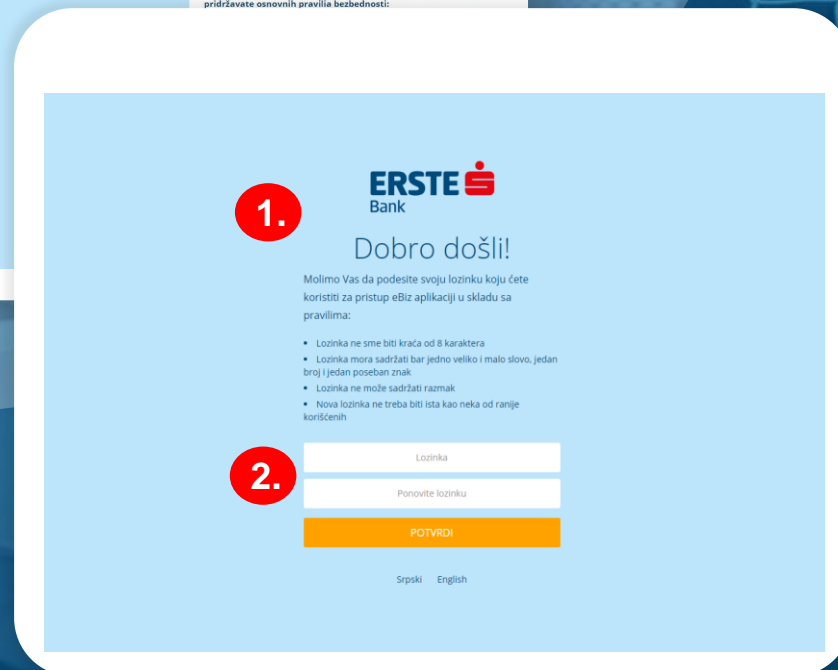 pridržavate osnovnih pravilia bezbednosti:
ERSTE
Bank
1.
Dobro došli!
Molimo Vas da podesite svoju lozinku koju ćete
koristiti za pristup eBiz aplikaciji u skladu sa
pravilima:
• Lozinka ne sme biti kraća od 8 karaktera
• Lozinka mora sadržati bar jedno veliko i malo slovo, jedan
broj i jedan poseban znak
• Lozinka ne može sadržati razmak
• Nova lozinka ne treba biti ista kao neka od ranije
korišćenih
2.
Lozinka
Ponovite lozinku
POTVRDI
Srpski English